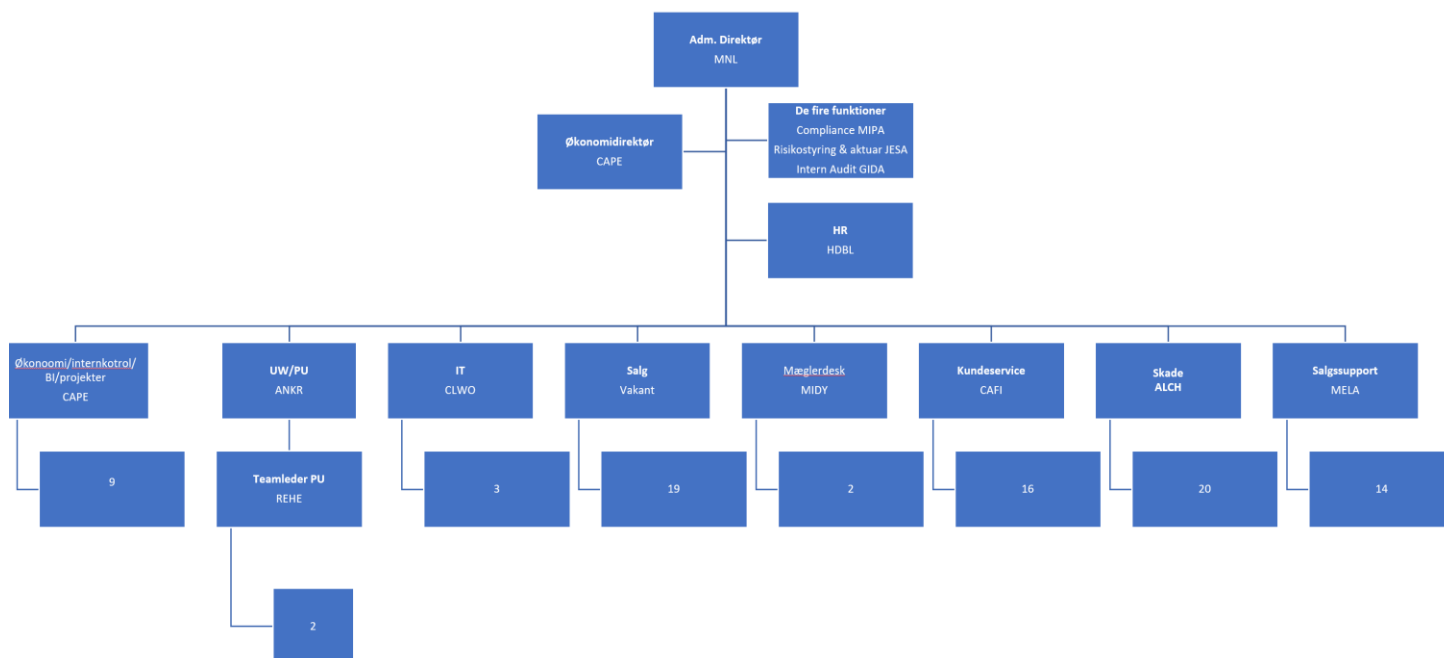 Adm. Direktør
MNL
De fire funktioner
Compliance MIPA
Risikostyring & aktuar JESA
Intern Audit GIDA
Økonomidirektør
CAPE
HR
HDBL
Økonoomi/internkotrol/
BI/projekter
CAPE
UW/PU
ANKR
IT
CLWO
Salg
Vakant
Mæglerdesk
MIDY
Kundeservice
CAFI
Skade
ALCH
Salgssupport
MELA
9
Teamleder PU
REHE
3
19
2
16
20
14
2